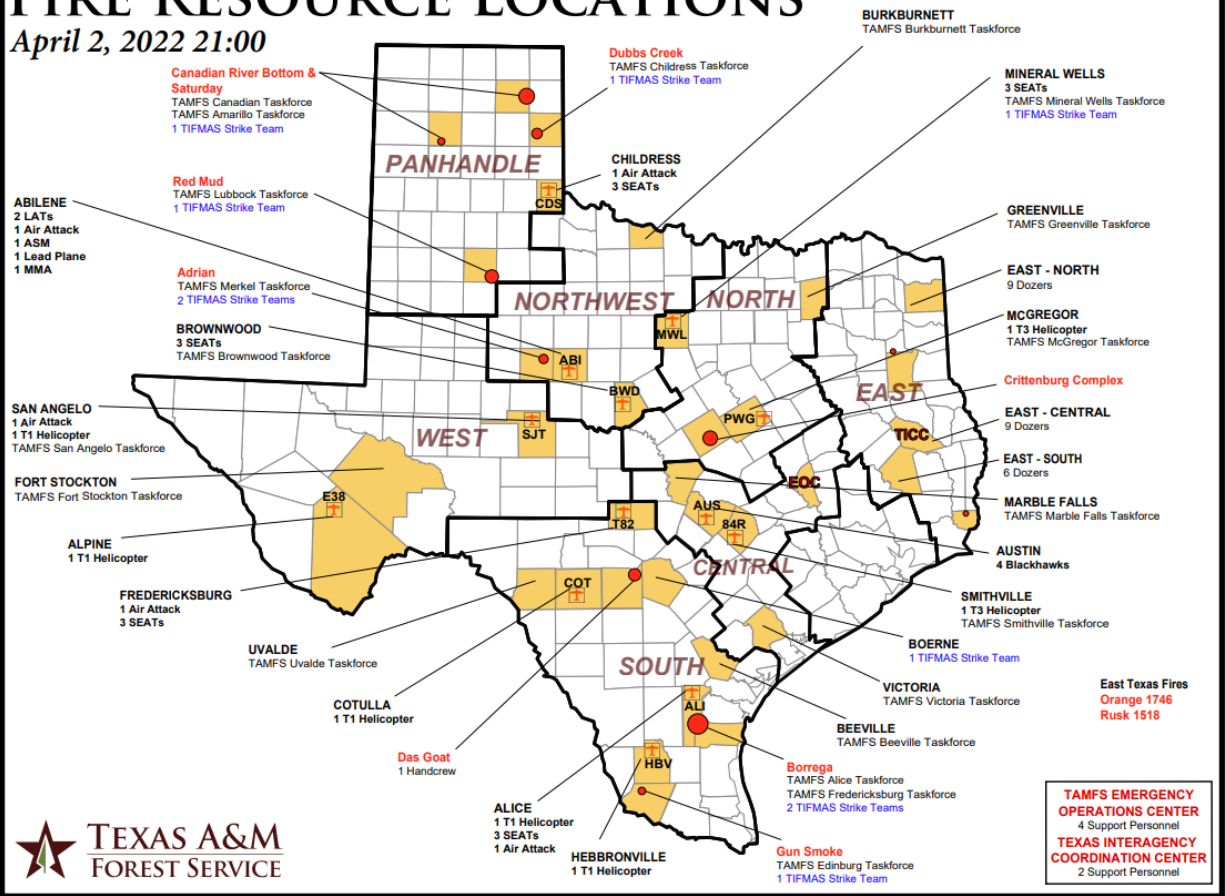 FIRE RESOURCE LOCATIONS
April 2, 2022 21:00
BURKBURNETT
TAMFS Burkburnett Taskforce
Canadian River Bottom &
Saturday
TAMFS Canadian Taskforce
TAMFS Amarillo Taskforce
1 TIFMAS Strike Team
Dubbs Creek
TAMFS Childress Taskforce
1 TIFMAS Strike Team
MINERAL WELLS
3 SEATs
TAMFS Mineral Wells Taskforce
1 TIFMAS Strike Team
PANHANDLE
CHILDRESS
1 Air Attack
3 SEATs
CDS
Red Mud
TAMFS Lubbock Taskforce
1 TIFMAS Strike Team
ABILENE
2 LATs
1 Air Attack
1 ASM
1 Lead Plane
1 MMA
GREENVILLE
TAMFS Greenville Taskforce
Adrian
TAMFS Merkel Taskforce
2 TIFMAS Strike Teams
EAST - NORTH
9 Dozers
NORTHWEST
NORTH
BROWNWOOD
3 SEATs
TAMFS Brownwood Taskforce
MWL
MCGREGOR
1 T3 Helicopter
TAMFS McGregor Taskforce
ABI
BWD
EAST
Crittenburg Complex
SAN ANGELO
1 Air Attack
1 T1 Helicopter
TAMFS San Angelo Taskforce
WEST
SJT
PWG
TICC
EAST - CENTRAL
9 Dozers
EAST - SOUTH
6 Dozers
FORT STOCKTON
TAMFS Fort Stockton Taskforce
E38
EOC
MARBLE FALLS
TAMFS Marble Falls Taskforce
AUS
T82
84R
ALPINE
1 T1 Helicopter
AUSTIN
4 Blackhawks
CENTRAL
COT
FREDERICKSBURG
1 Air Attack
3 SEATs
SMITHVILLE
1 T3 Helicopter
TAMFS Smithville Taskforce
UVALDE
TAMFS Uvalde Taskforce
BOERNE
1 TIFMAS Strike Team
SOUTH
COTULLA
1 T1 Helicopter
VICTORIA
TAMFS Victoria Taskforce
East Texas Fires
Orange 1746
Rusk 1518
ALI
BEEVILLE
TAMFS Beeville Taskforce
Das Goat
1 Handcrew
HBV
Borrega
TAMFS Alice Taskforce
TAMFS Fredericksburg Taskforce
2 TIFMAS Strike Teams
ALICE
1 T1 Helicopter
3 SEATs
1 Air Attack
HEBBRONVILLE
1 T1 Helicopter
Gun Smoke
TAMFS Edinburg Taskforce
1 TIFMAS Strike Team
TEXAS A&M
FOREST SERVICE
TAMFS EMERGENCY
OPERATIONS CENTER
4 Support Personnel
TEXAS INTERAGENCY
COORDINATION CENTER
2 Support Personnel